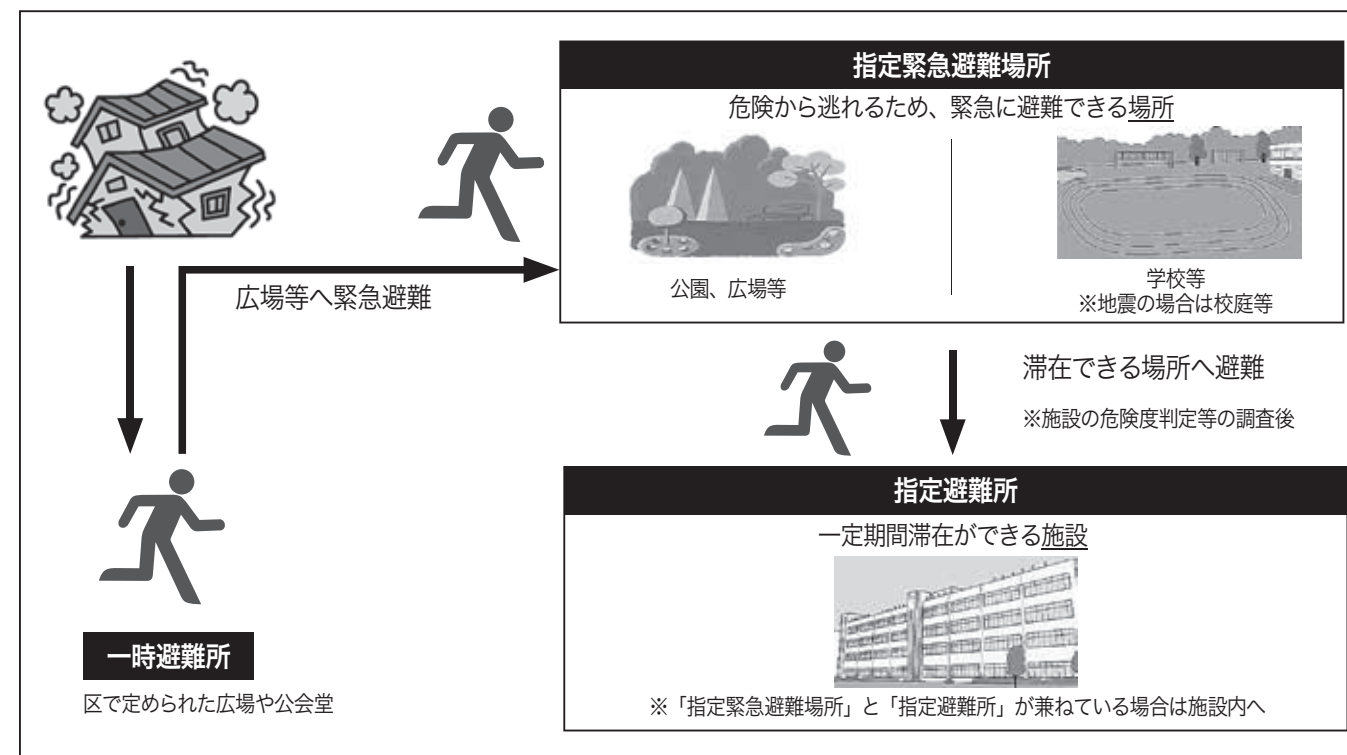 指定緊急避難場所
危険から逃れるため、緊急に避難できる場所
公園、広場等
学校等
※地震の場合は校庭等
広場等へ緊急避難
滞在できる場所へ避難
※施設の危険度判定等の調査後
指定避難所
一定期間滞在ができる施設
※「指定緊急避難場所」と「指定避難所」が兼ねている場合は施設内へ
一時避難所
区で定められた広場や公会堂